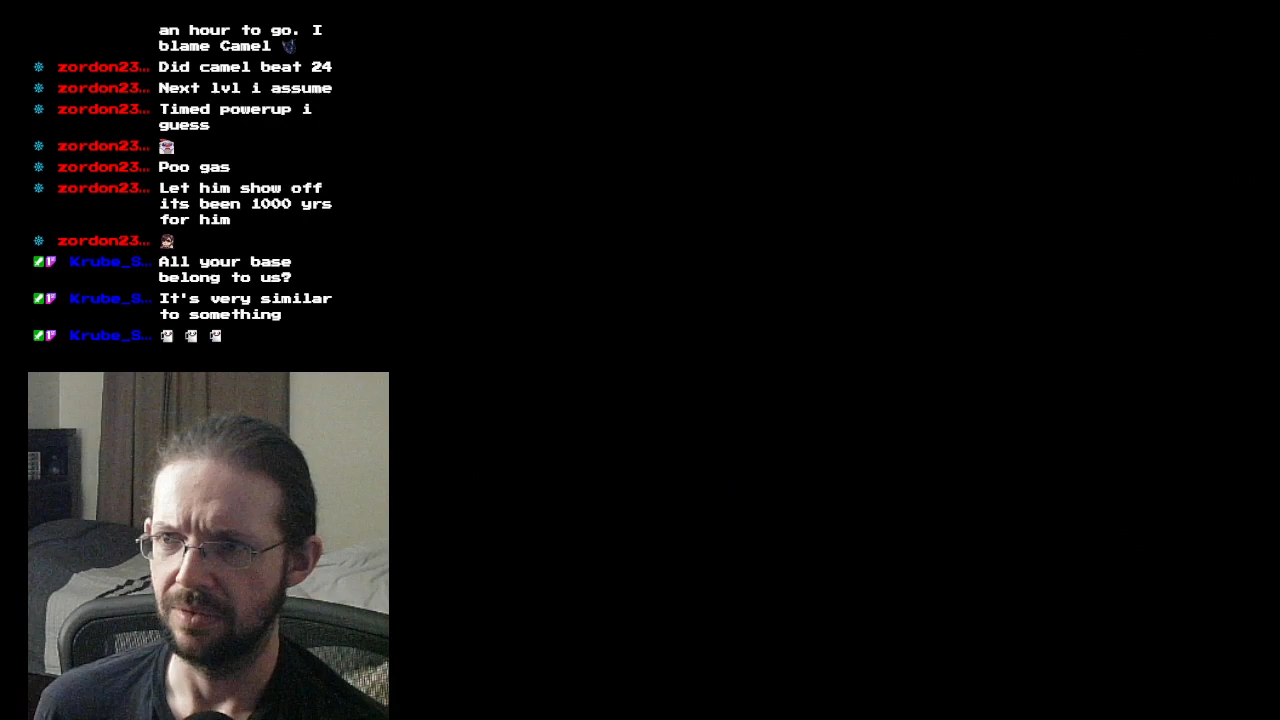 an hour to go. I
blame Camel
zordon23... Did camel beat 24
zordon23... Next lvl i assume
zordon23... Timed powerup i
guess
zordon23...
zordon23... Poo gas
zordon23... Let him show off
its been 1000 yrs
for him
zordon23...
Krube_S... All your base
belong to us?
Krube_S... It's very similar
to something
Krube_S...